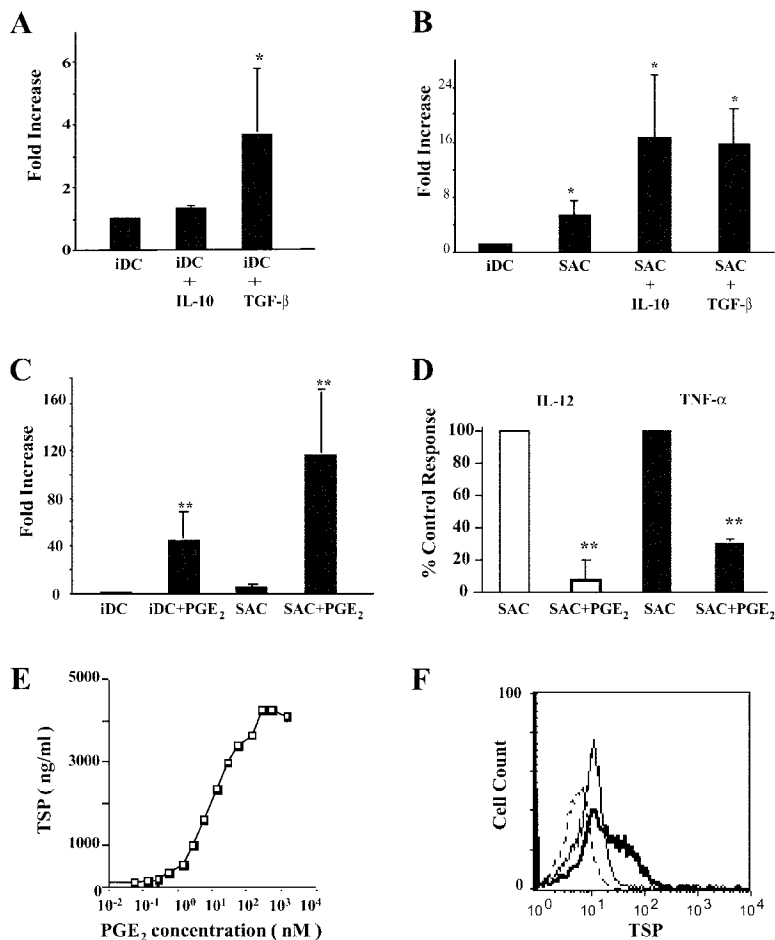 A
Fold Increase
6
4
2
0
*
iDC
iDC
+
IL-10
iDC
+
TGF-β
B
Fold Increase
24
16
8
0
*
*
*
iDC
SAC
SAC
+
IL-10
SAC
+
TGF-β
C
Fold Increase
160
120
80
40
0
**
**
iDC
iDC+PGE₂
SAC
SAC+PGE₂
D
IL-12
TNF-α
% Control Response
100
80
60
40
20
0
**
**
SAC
SAC+PGE₂
SAC
SAC+PGE₂
E
TSP ( ng/ml )
5000
3000
1000
0
10⁻² 10⁻¹ 10⁰ 10¹ 10² 10³ 10⁴
PGE₂ concentration ( nM )
F
Cell Count
100
0
10⁰ 10¹ 10² 10³ 10⁴
TSP